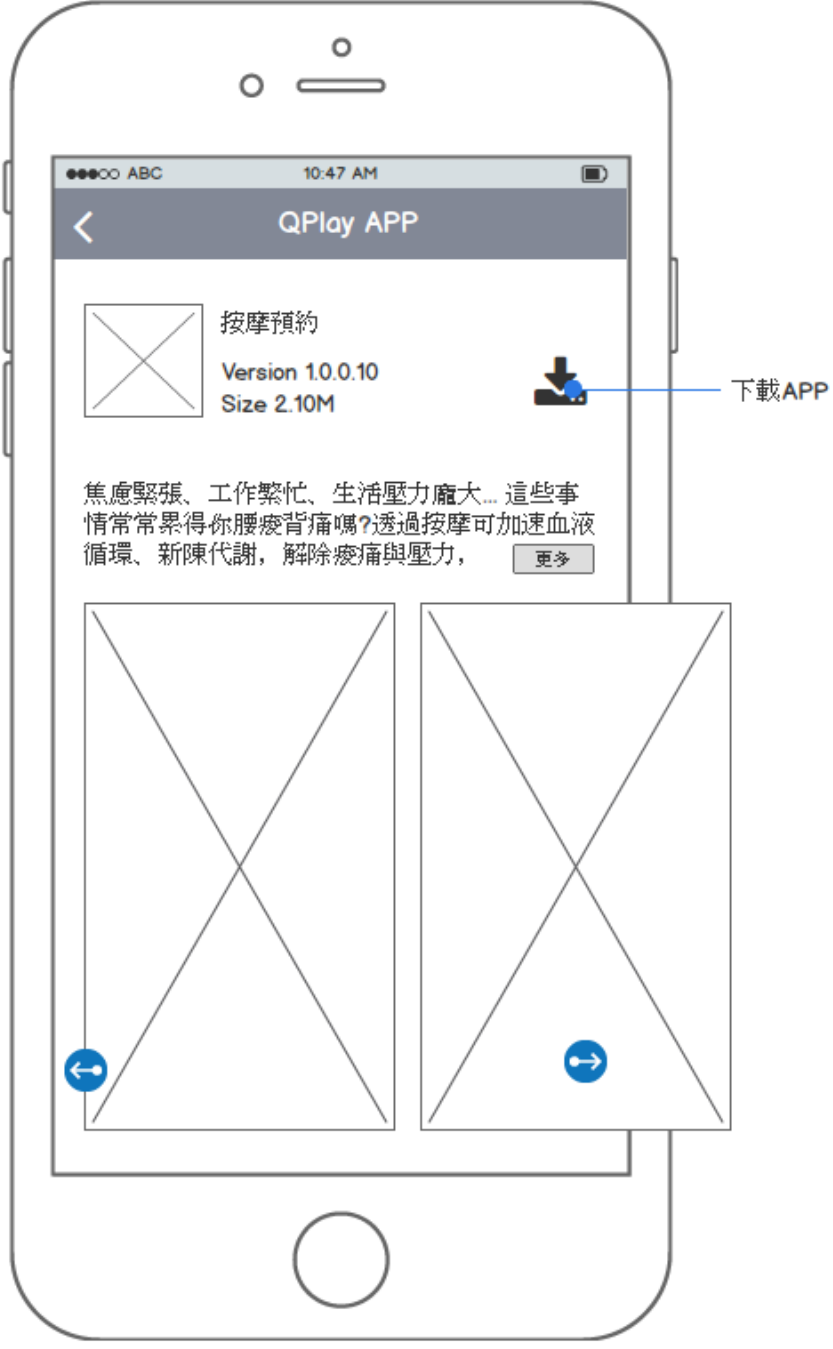 ABC 10:47 AM
QPlay APP
按摩預約
Version 1.0.0.10
Size 2.10M
下載APP
焦慮緊張、工作繁忙、生活壓力龐大... 這些事
情常常累得你腰痠背痛嗎?透過按摩可加速血液
循環、新陳代謝，解除痠痛與壓力，
更多